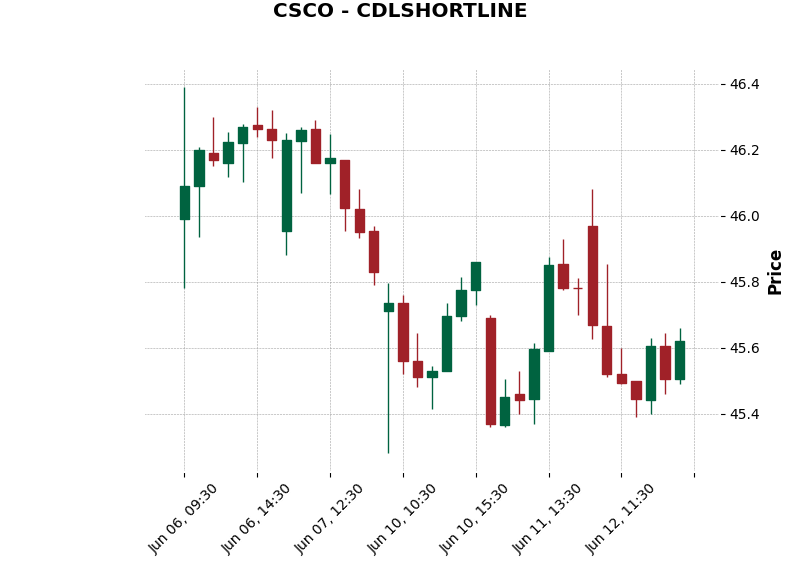 CSCO - CDLSHORTLINE
46.4
46.2
46.0
45.8
45.6
45.4
Price
Jun 06, 09:30
Jun 06, 14:30
Jun 07, 12:30
Jun 10, 10:30
Jun 10, 15:30
Jun 11, 13:30
Jun 12, 11:30